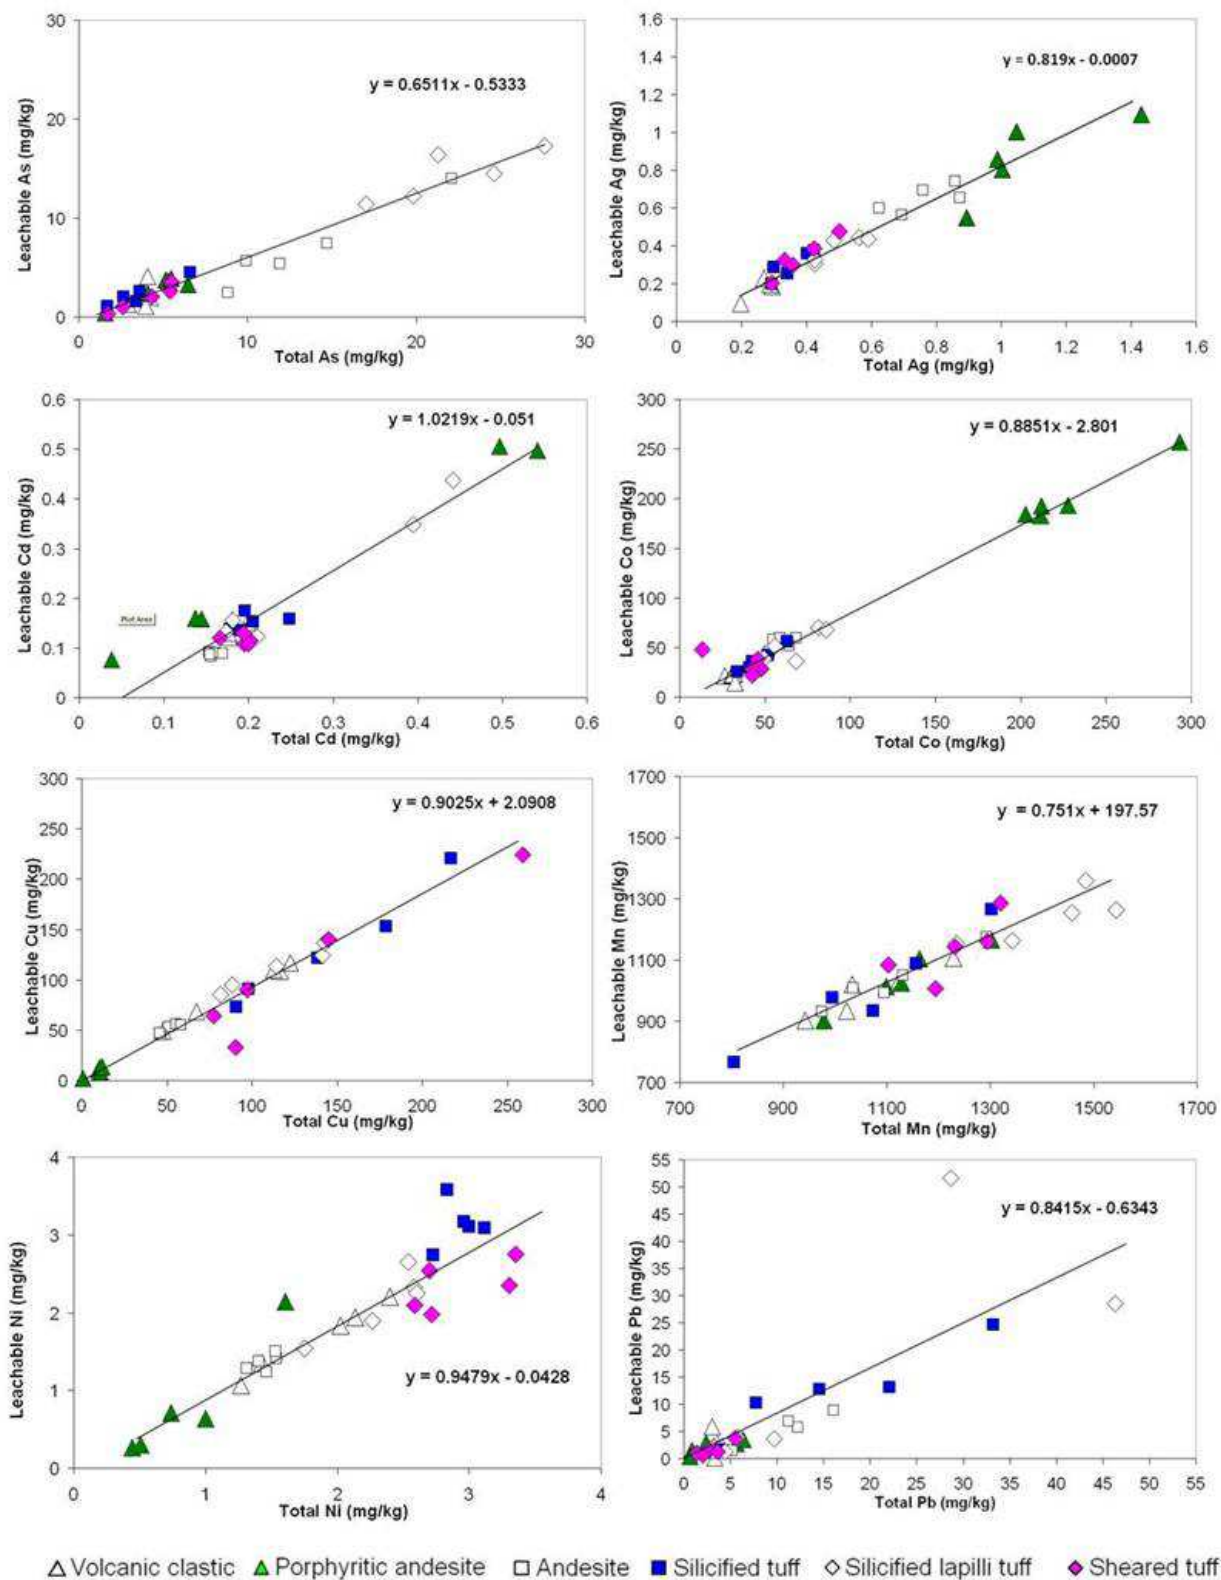 y = 0.6511x - 0.5333
Leachable As (mg/kg)
30
20
10
0
0 10 20 30
Total As (mg/kg)
y = 0.819x - 0.0007
Leachable Ag (mg/kg)
1.6
1.4
1.2
1
0.8
0.6
0.4
0.2
0
0 0.2 0.4 0.6 0.8 1 1.2 1.4 1.6
Total Ag (mg/kg)
y = 1.0219x - 0.051
Leachable Cd (mg/kg)
0.6
0.5
0.4
0.3
0.2
0.1
0
Plot Area
0 0.1 0.2 0.3 0.4 0.5 0.6
Total Cd (mg/kg)
y = 0.8851x - 2.801
Leachable Co (mg/kg)
300
250
200
150
100
50
0
0 50 100 150 200 250 300
Total Co (mg/kg)
y = 0.9025x + 2.0908
Leachable Cu (mg/kg)
300
250
200
150
100
50
0
0 50 100 150 200 250 300
Total Cu (mg/kg)
y = 0.751x + 197.57
Leachable Mn (mg/kg)
1700
1500
1300
1100
900
700
700 900 1100 1300 1500 1700
Total Mn (mg/kg)
y = 0.9479x - 0.0428
Leachable Ni (mg/kg)
4
3
2
1
0
0 1 2 3 4
Total Ni (mg/kg)
y = 0.8415x - 0.6343
Leachable Pb (mg/kg)
55
50
45
40
35
30
25
20
15
10
5
0
0 5 10 15 20 25 30 35 40 45 50 55
Total Pb (mg/kg)
Volcanic clastic Porphyritic andesite Andesite Silicified tuff Silicified lapilli tuff Sheared tuff